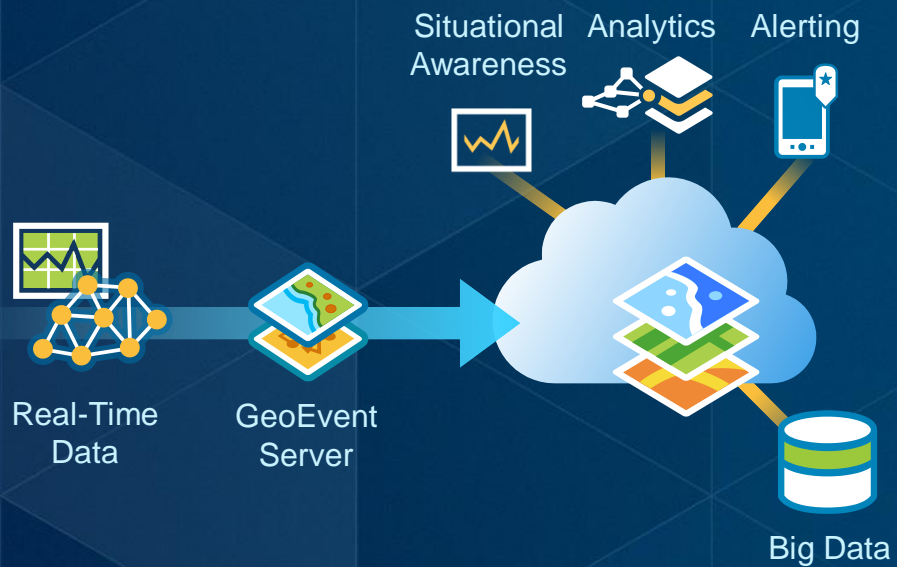 Situational
Awareness
Analytics
Alerting
Real-Time
Data
GeoEvent
Server
Big Data